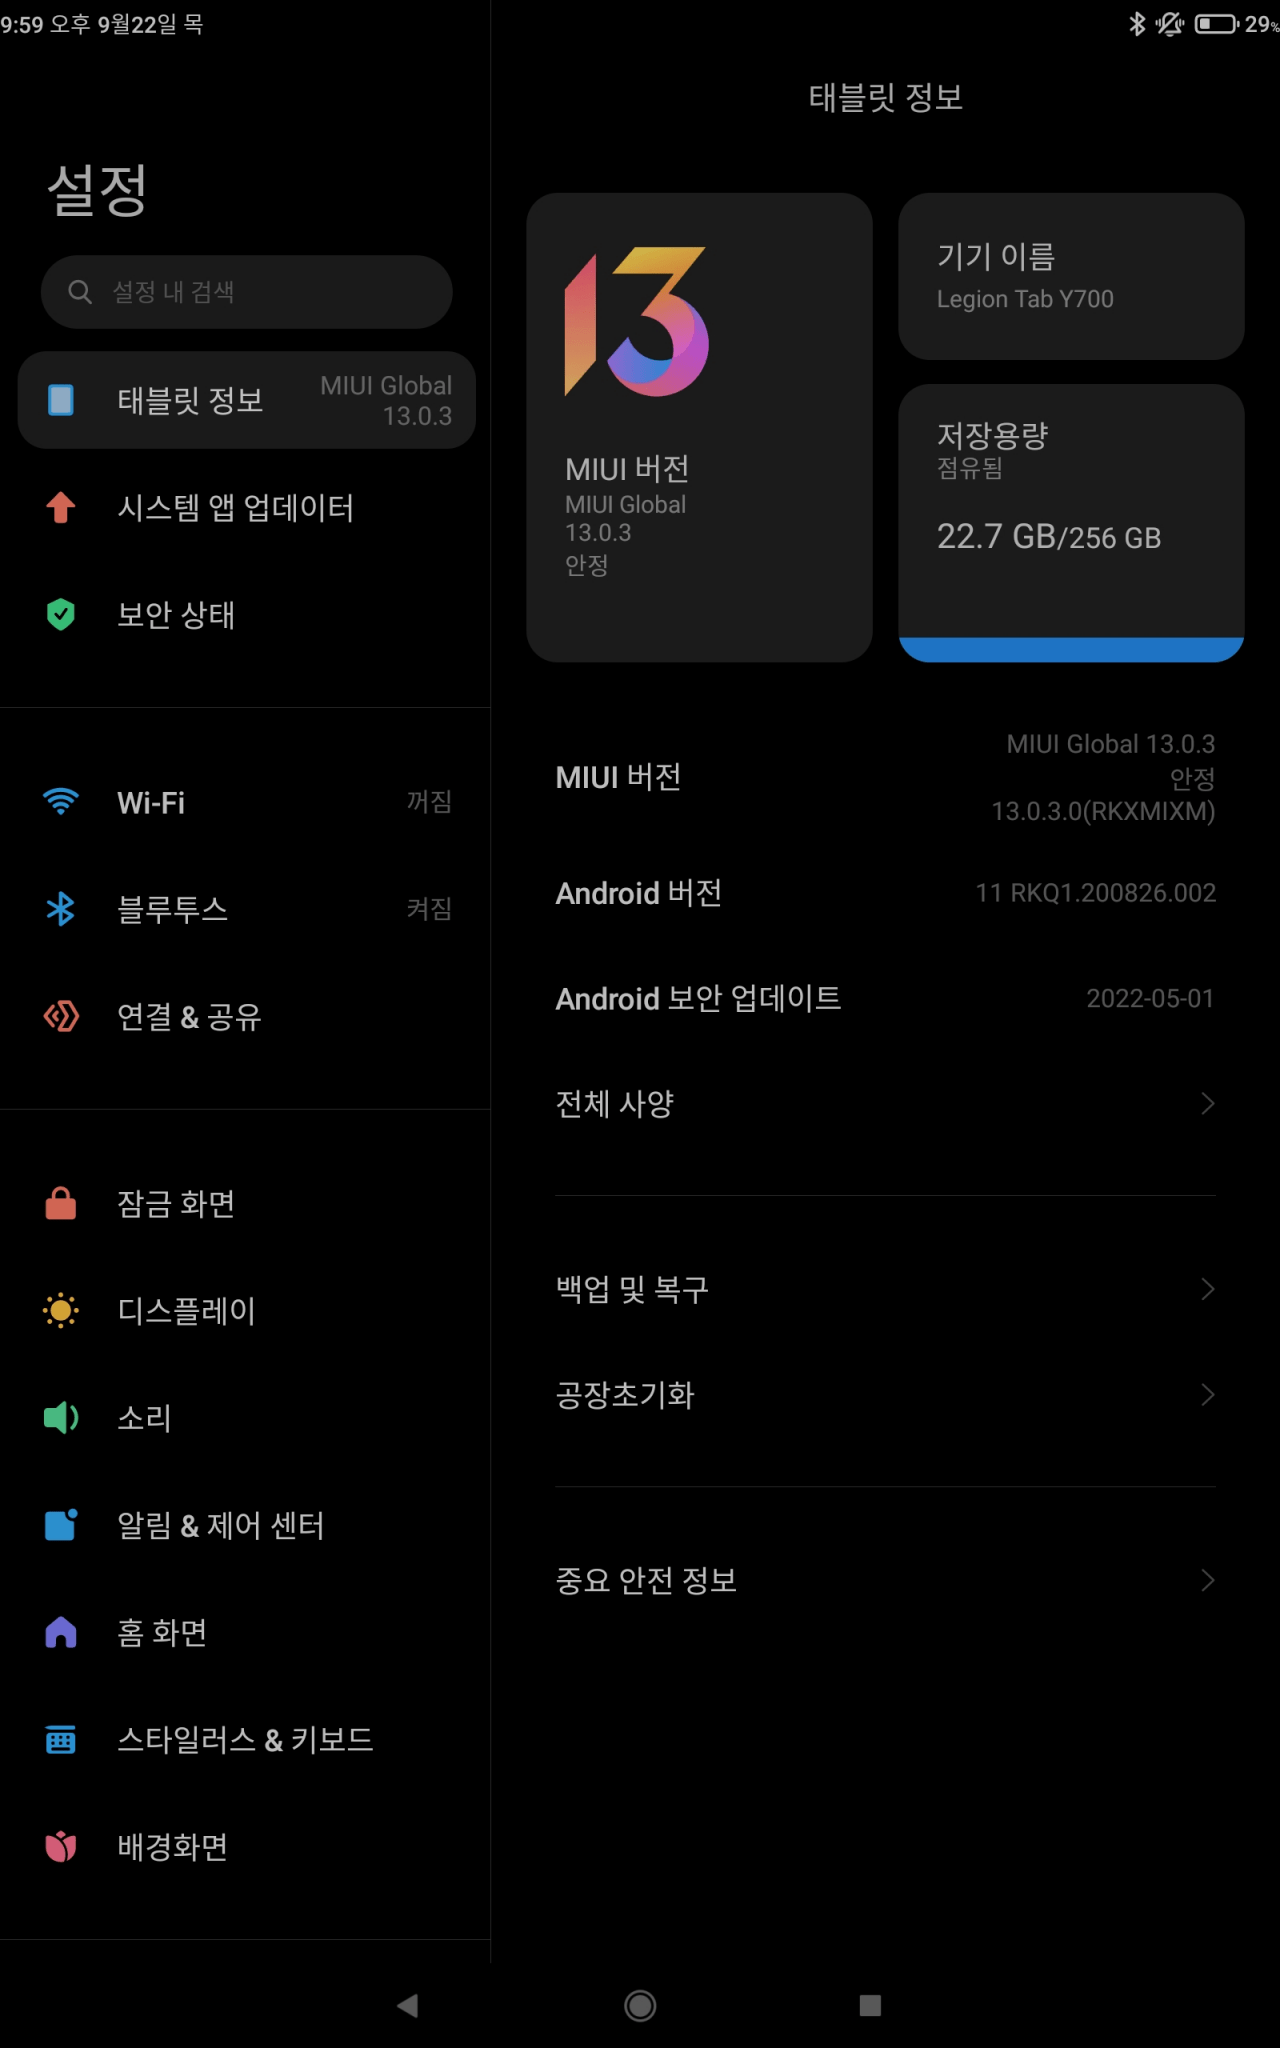 9:59 오후 9월22일 목
29%
설정
설정 내 검색
태블릿 정보
MIUI Global
13.0.3
시스템 앱 업데이터
보안 상태
Wi-Fi
꺼짐
블루투스
켜짐
연결 & 공유
잠금 화면
디스플레이
소리
알림 & 제어 센터
홈 화면
스타일러스 & 키보드
배경화면
태블릿 정보
13
MIUI 버전
MIUI Global
13.0.3
안정
기기 이름
Legion Tab Y700
저장용량
점유됨
22.7 GB/256 GB
MIUI 버전
MIUI Global 13.0.3
안정
13.0.3.0(RKXMIXM)
Android 버전
11 RKQ1.200826.002
Android 보안 업데이트
2022-05-01
전체 사양
백업 및 복구
공장초기화
중요 안전 정보